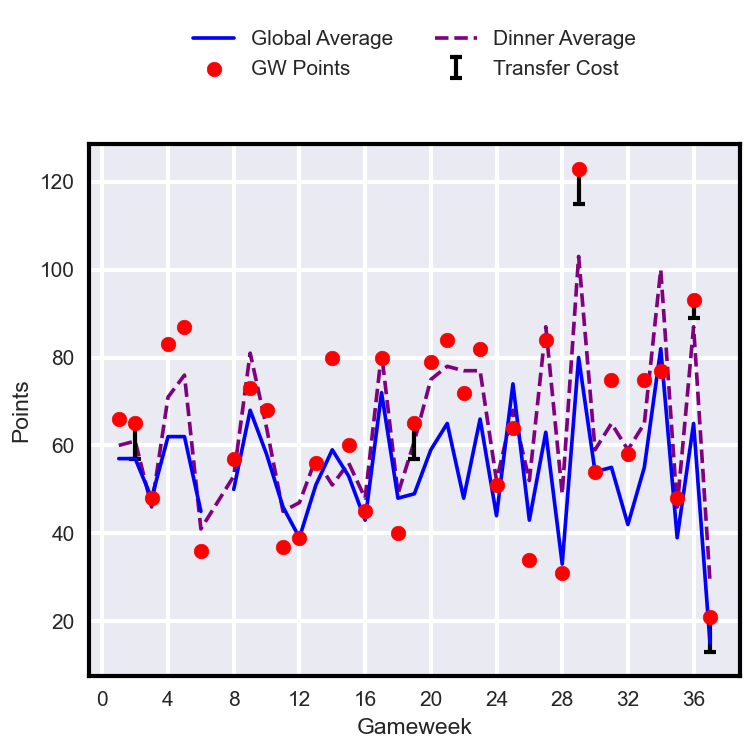 Global Average
Dinner Average
GW Points
Transfer Cost
120
100
80
60
40
20
Points
0 4 8 12 16 20 24 28 32 36
Gameweek